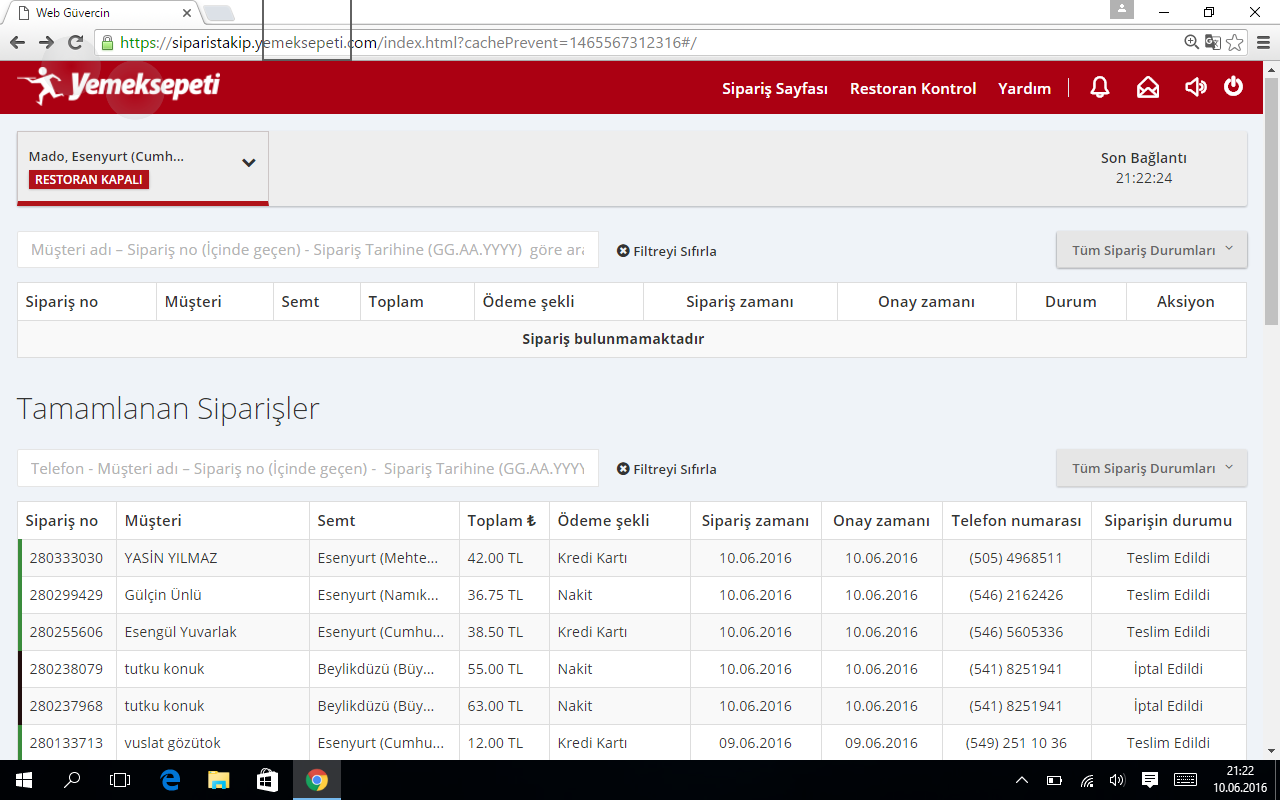 Web Güvercin
https://siparistakip.yemeksepeti.com/index.html?cachePrevent=1465567312316#/
Yemeksepeti
Sipariş Sayfası Restoran Kontrol Yardım
Mado, Esenyurt (Cumh...
RESTORAN KAPALI
Son Bağlantı
21:22:24
Müşteri adı – Sipariş no (İçinde geçen) - Sipariş Tarihine (GG.AA.YYYY) göre ara
Filtreyi Sıfırla
Tüm Sipariş Durumları
Sipariş no Müşteri Semt Toplam Ödeme şekli Sipariş zamanı Onay zamanı Durum Aksiyon
Sipariş bulunmamaktadır
Tamamlanan Siparişler
Telefon - Müşteri adı – Sipariş no (İçinde geçen) - Sipariş Tarihine (GG.AA.YYYY
Filtreyi Sıfırla
Tüm Sipariş Durumları
Sipariş no Müşteri Semt Toplam ₺ Ödeme şekli Sipariş zamanı Onay zamanı Telefon numarası Siparişin durumu
280333030 YASİN YILMAZ Esenyurt (Mehte... 42.00 TL Kredi Kartı 10.06.2016 10.06.2016 (505) 4968511 Teslim Edildi
280299429 Gülçin Ünlü Esenyurt (Namık... 36.75 TL Nakit 10.06.2016 10.06.2016 (546) 2162426 Teslim Edildi
280255606 Esengül Yuvarlak Esenyurt (Cumhu... 38.50 TL Kredi Kartı 10.06.2016 10.06.2016 (546) 5605336 Teslim Edildi
280238079 tutku konuk Beylikdüzü (Büy... 55.00 TL Nakit 10.06.2016 10.06.2016 (541) 8251941 İptal Edildi
280237968 tutku konuk Beylikdüzü (Büy... 63.00 TL Nakit 10.06.2016 10.06.2016 (541) 8251941 İptal Edildi
280133713 vuslat gözütok Esenyurt (Cumhu... 12.00 TL Kredi Kartı 09.06.2016 09.06.2016 (549) 251 10 36 Teslim Edildi
21:22
10.06.2016